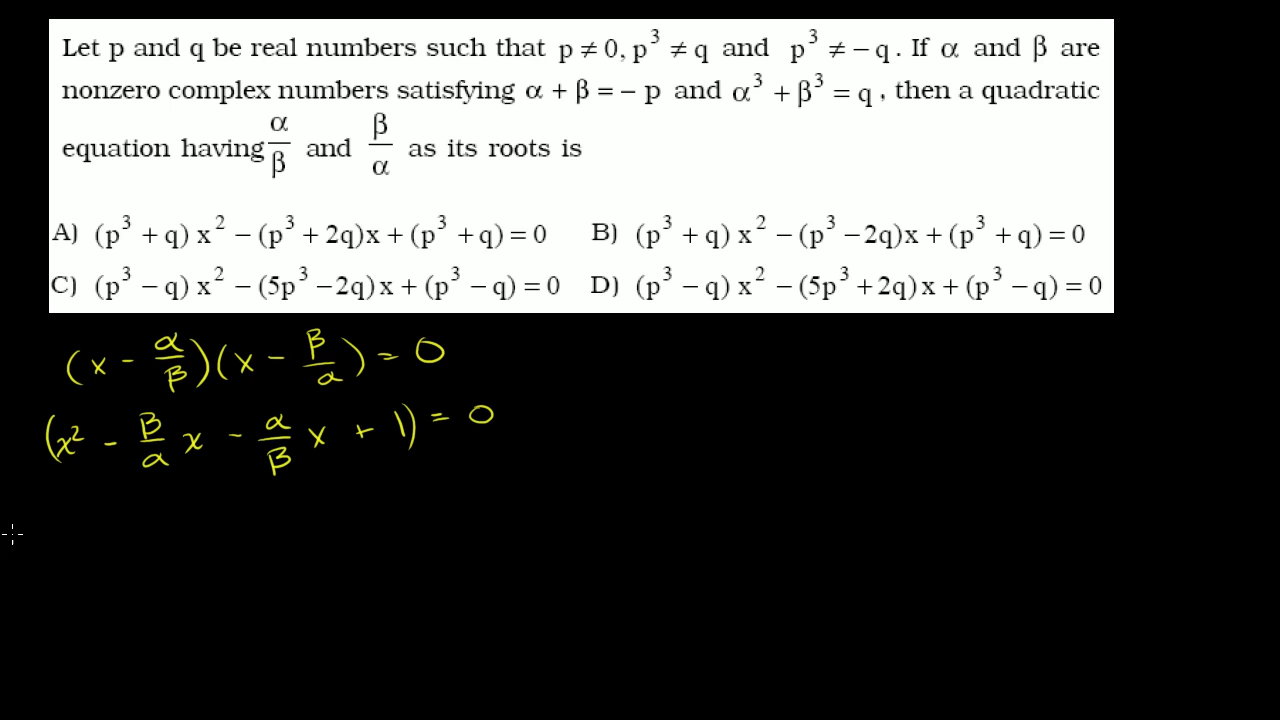 Let p and q be real numbers such that p ≠ 0, p³ ≠ q and p³ ≠ − q. If α and β are
nonzero complex numbers satisfying α + β = − p and α³ + β³ = q, then a quadratic
equation having α/β and β/α as its roots is
A) (p³ + q) x² − (p³ + 2q)x + (p³ + q) = 0 B) (p³ + q) x² − (p³ − 2q)x + (p³ + q) = 0
C) (p³ − q) x² − (5p³ − 2q)x + (p³ − q) = 0 D) (p³ − q) x² − (5p³ + 2q)x + (p³ − q) = 0
(x − α/β)(x − β/α) = 0
(x² − β/α x − α/β x + 1) = 0